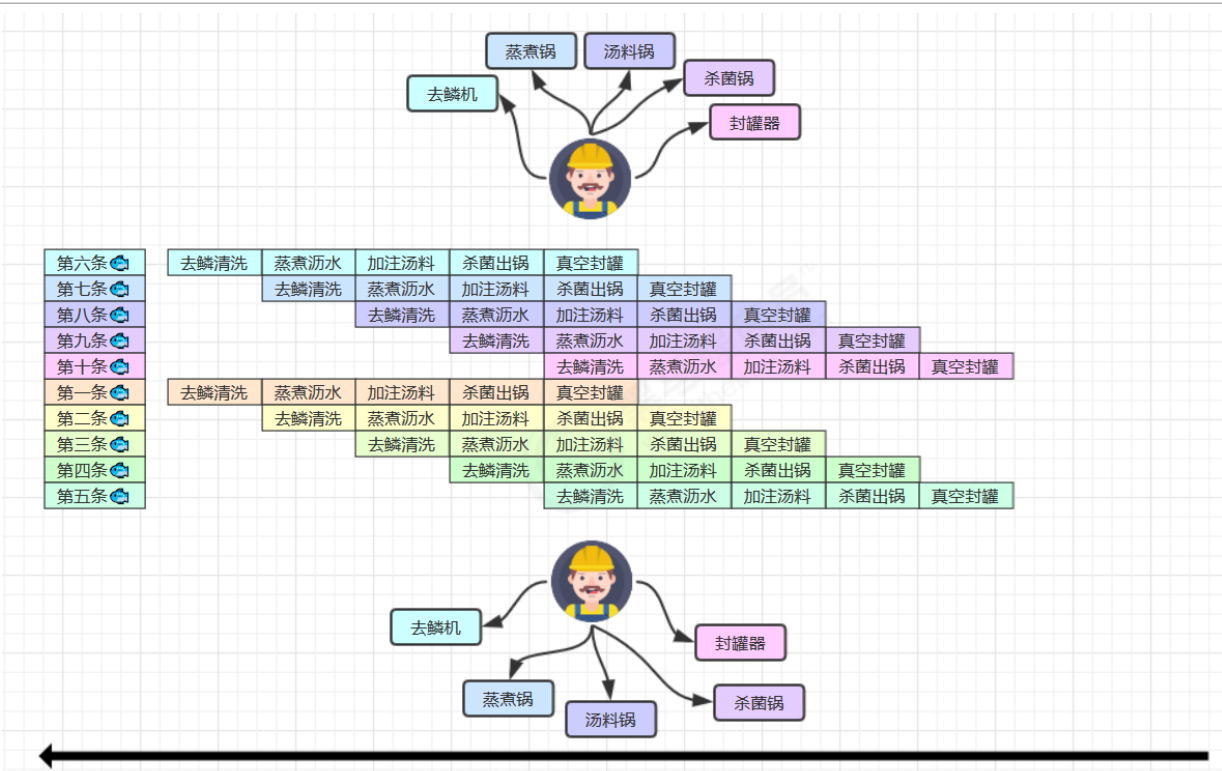 蒸煮锅 汤料锅
杀菌锅
去鳞机
封罐器
第六条 去鳞清洗 蒸煮沥水 加注汤料 杀菌出锅 真空封罐
第七条 去鳞清洗 蒸煮沥水 加注汤料 杀菌出锅 真空封罐
第八条 去鳞清洗 蒸煮沥水 加注汤料 杀菌出锅 真空封罐
第九条 去鳞清洗 蒸煮沥水 加注汤料 杀菌出锅 真空封罐
第十条 去鳞清洗 蒸煮沥水 加注汤料 杀菌出锅 真空封罐
第一条 去鳞清洗 蒸煮沥水 加注汤料 杀菌出锅 真空封罐
第二条 去鳞清洗 蒸煮沥水 加注汤料 杀菌出锅 真空封罐
第三条 去鳞清洗 蒸煮沥水 加注汤料 杀菌出锅 真空封罐
第四条 去鳞清洗 蒸煮沥水 加注汤料 杀菌出锅 真空封罐
第五条 去鳞清洗 蒸煮沥水 加注汤料 杀菌出锅 真空封罐
去鳞机
封罐器
蒸煮锅
杀菌锅
汤料锅